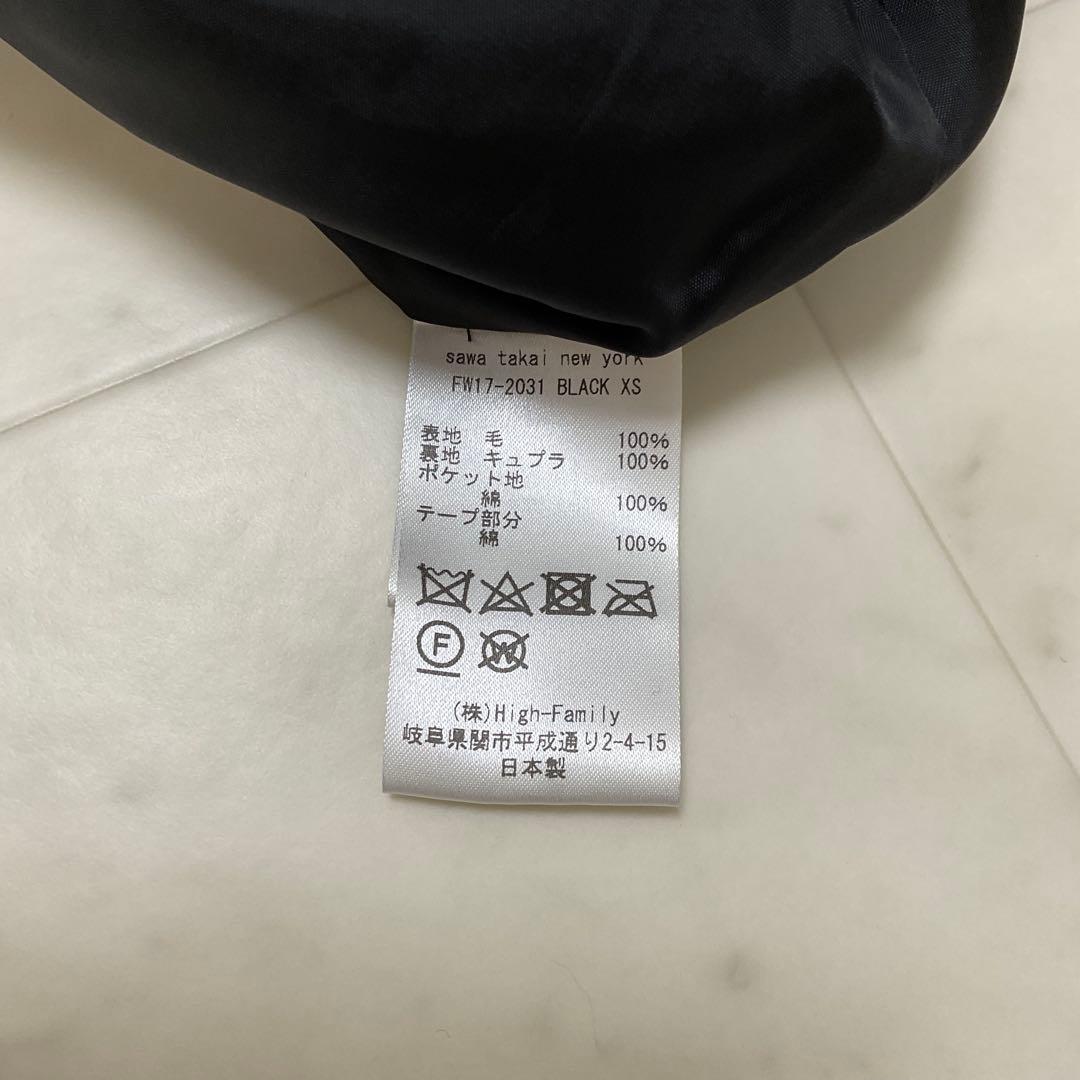 sawa takai new york
FW17-2031 BLACK XS
表地 毛 100%
裏地 キュプラ 100%
ポケット地
綿 100%
テープ部分
綿 100%
F W
(株)High-Family
岐阜県関市平成通り2-4-15
日本製